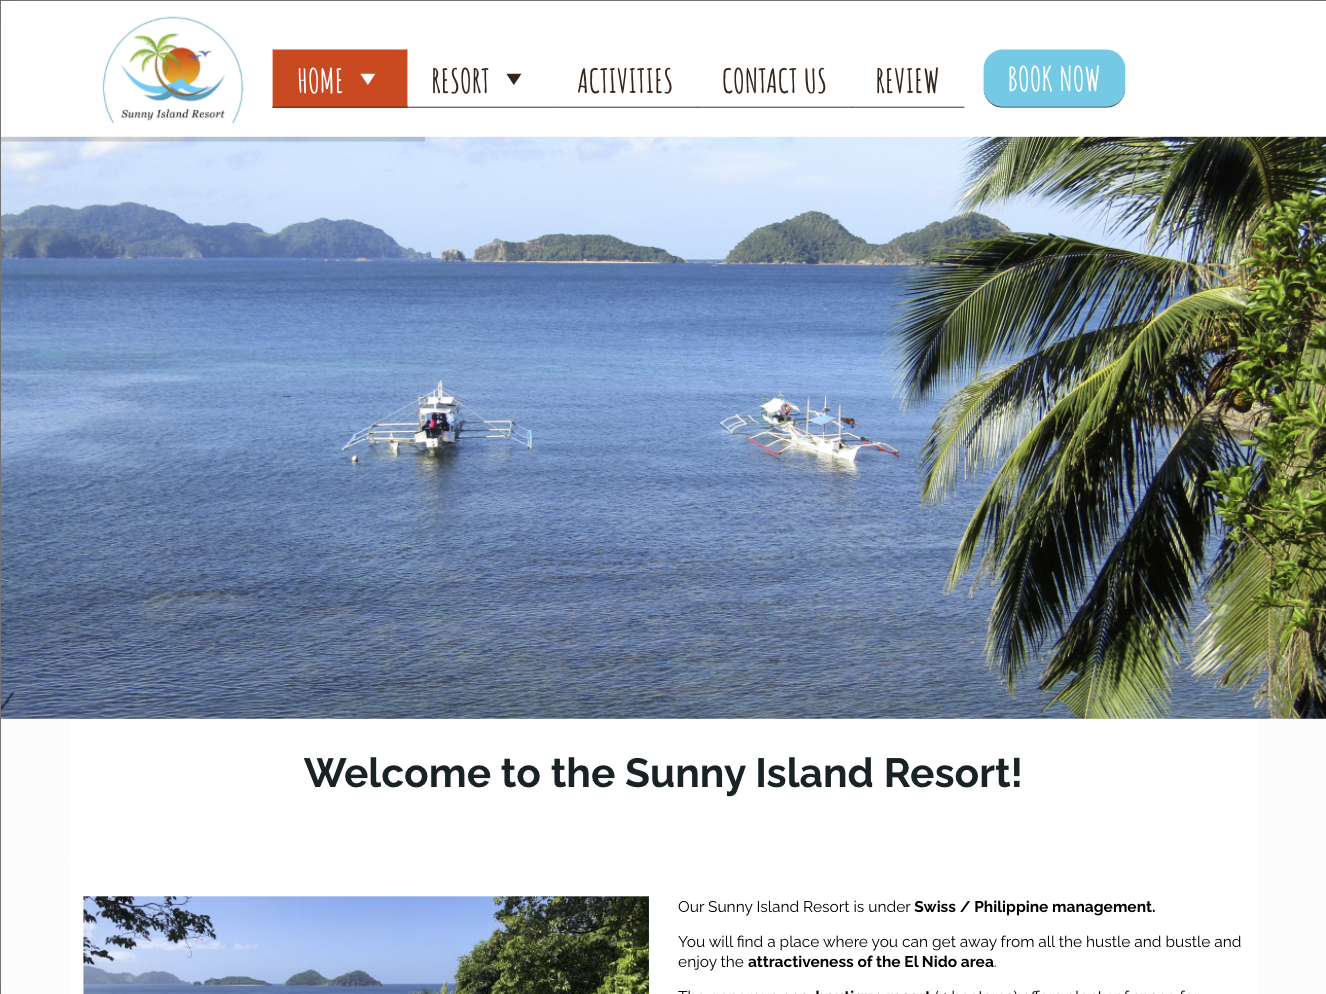 Sunny Island Resort
HOME
RESORT
ACTIVITIES
CONTACT US
REVIEW
BOOK NOW
Welcome to the Sunny Island Resort!
Our Sunny Island Resort is under Swiss / Philippine management.
You will find a place where you can get away from all the hustle and bustle and
enjoy the attractiveness of the El Nido area.